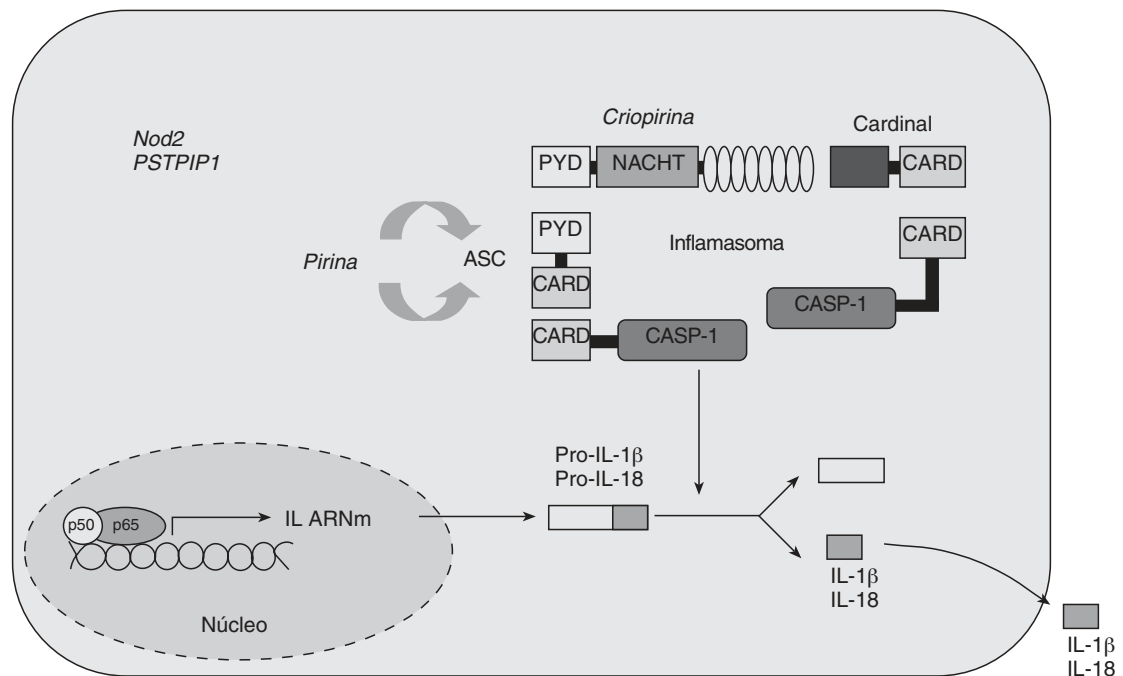 Nod2
PSTPIP1
Criopirina
Cardinal
PYD
NACHT
CARD
Pirina
ASC
PYD
CARD
Inflamasoma
CARD
CASP-1
CARD
CASP-1
Pro-IL-1β
Pro-IL-18
p50
p65
IL ARNm
Núcleo
IL-1β
IL-18
IL-1β
IL-18